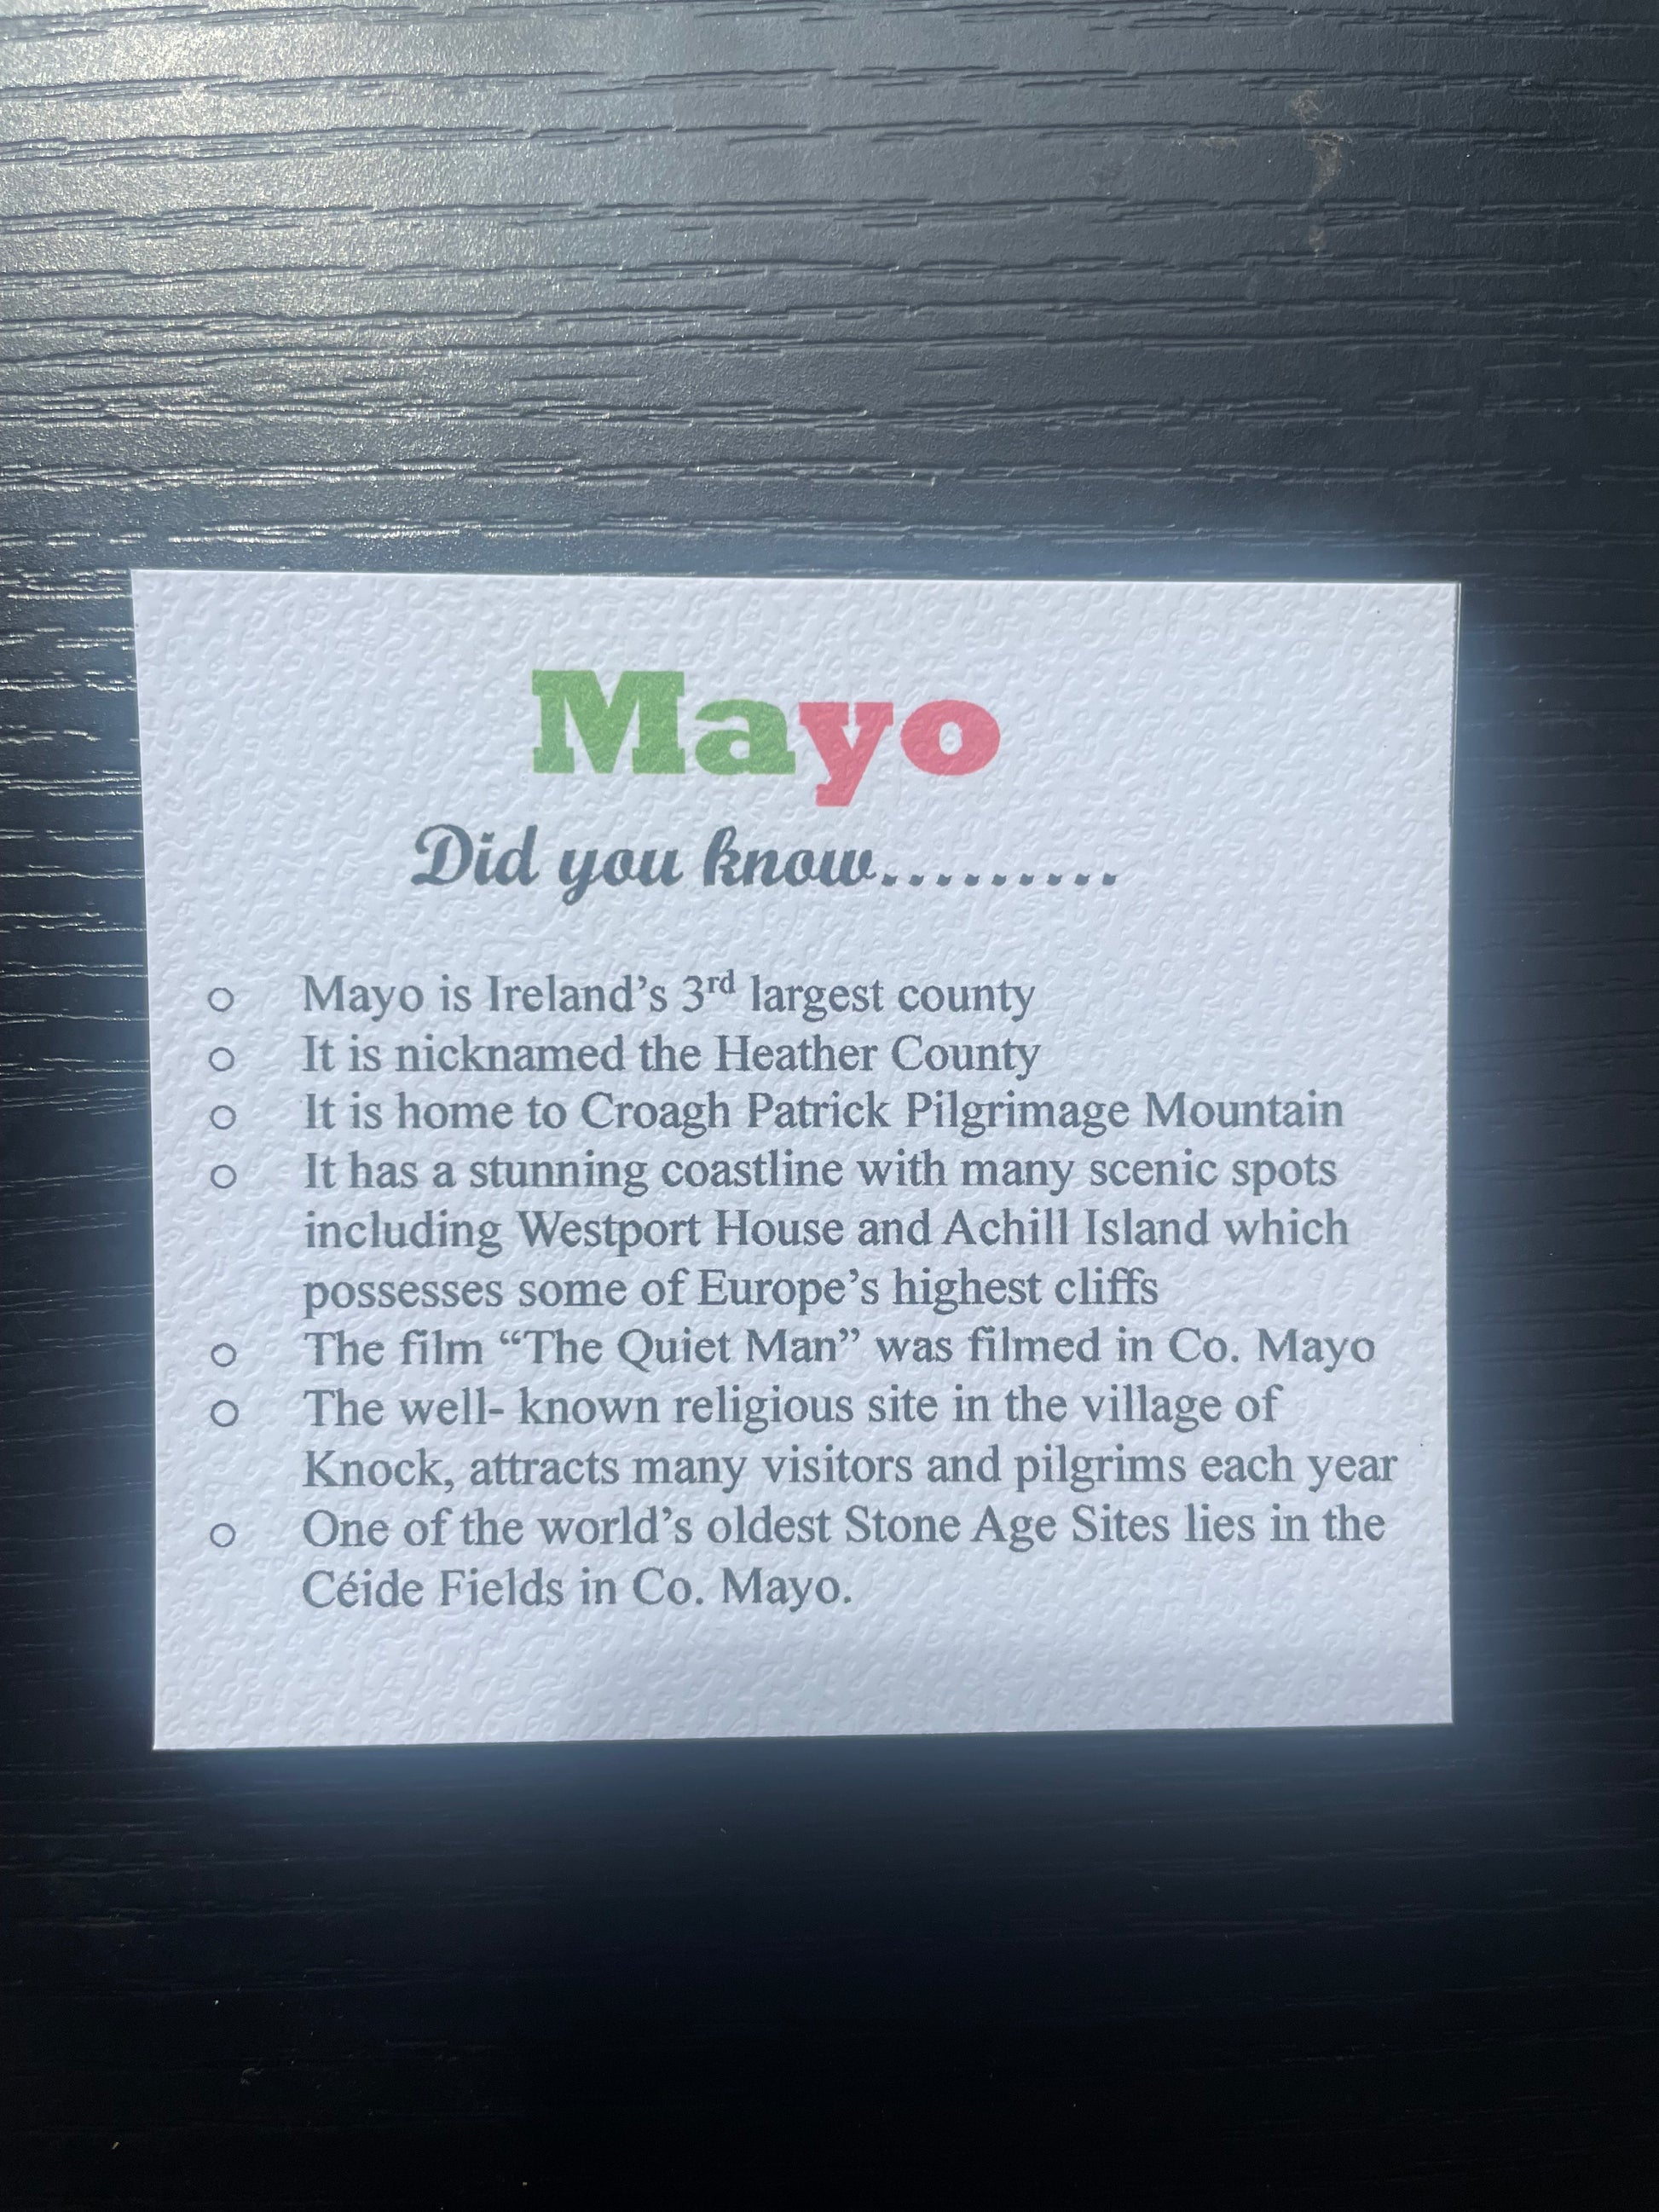 Mayo
Did you know.........
○ Mayo is Ireland’s 3rd largest county
○ It is nicknamed the Heather County
○ It is home to Croagh Patrick Pilgrimage Mountain
○ It has a stunning coastline with many scenic spots
including Westport House and Achill Island which
possesses some of Europe’s highest cliffs
○ The film “The Quiet Man” was filmed in Co. Mayo
○ The well- known religious site in the village of
Knock, attracts many visitors and pilgrims each year
○ One of the world’s oldest Stone Age Sites lies in the
Céide Fields in Co. Mayo.